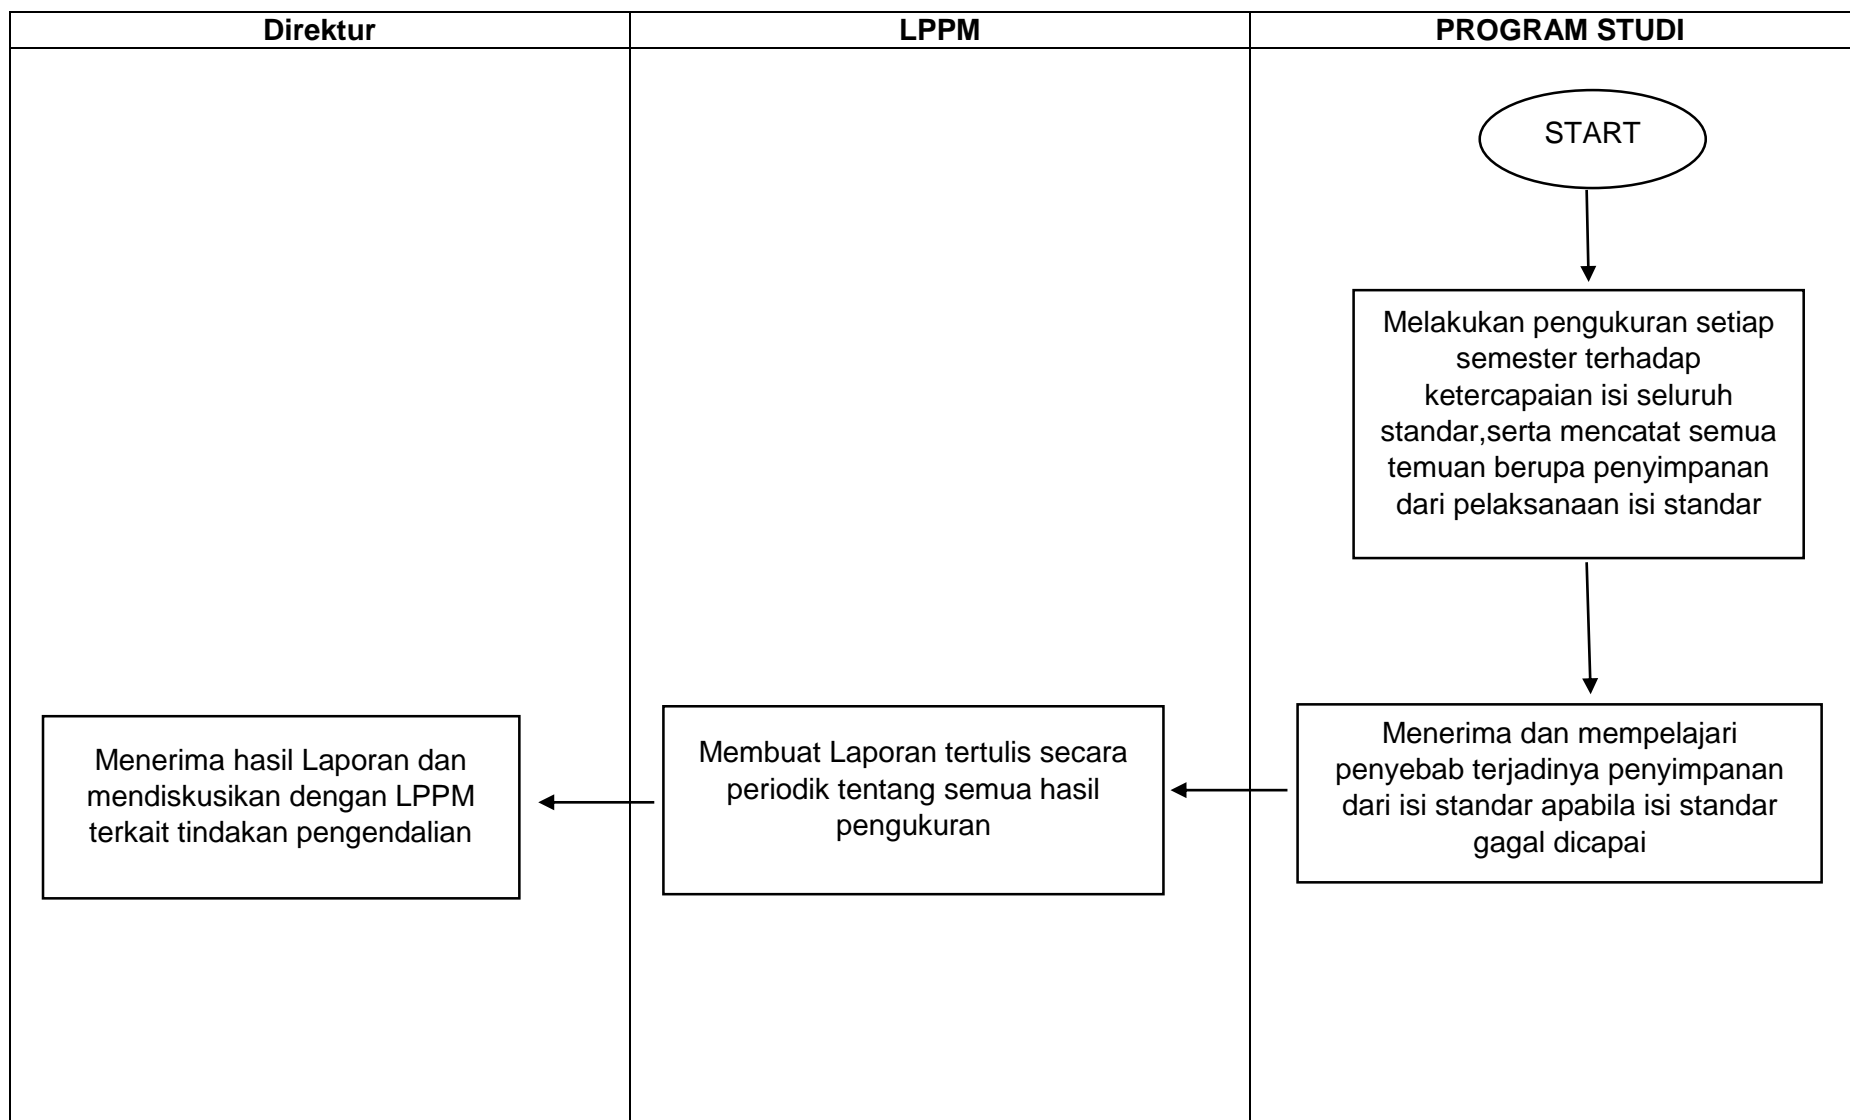 Direktur
LPPM
PROGRAM STUDI
START
Melakukan pengukuran setiap
semester terhadap
ketercapaian isi seluruh
standar,serta mencatat semua
temuan berupa penyimpanan
dari pelaksanaan isi standar
Menerima dan mempelajari
penyebab terjadinya penyimpanan
dari isi standar apabila isi standar
gagal dicapai
Membuat Laporan tertulis secara
periodik tentang semua hasil
pengukuran
Menerima hasil Laporan dan
mendiskusikan dengan LPPM
terkait tindakan pengendalian